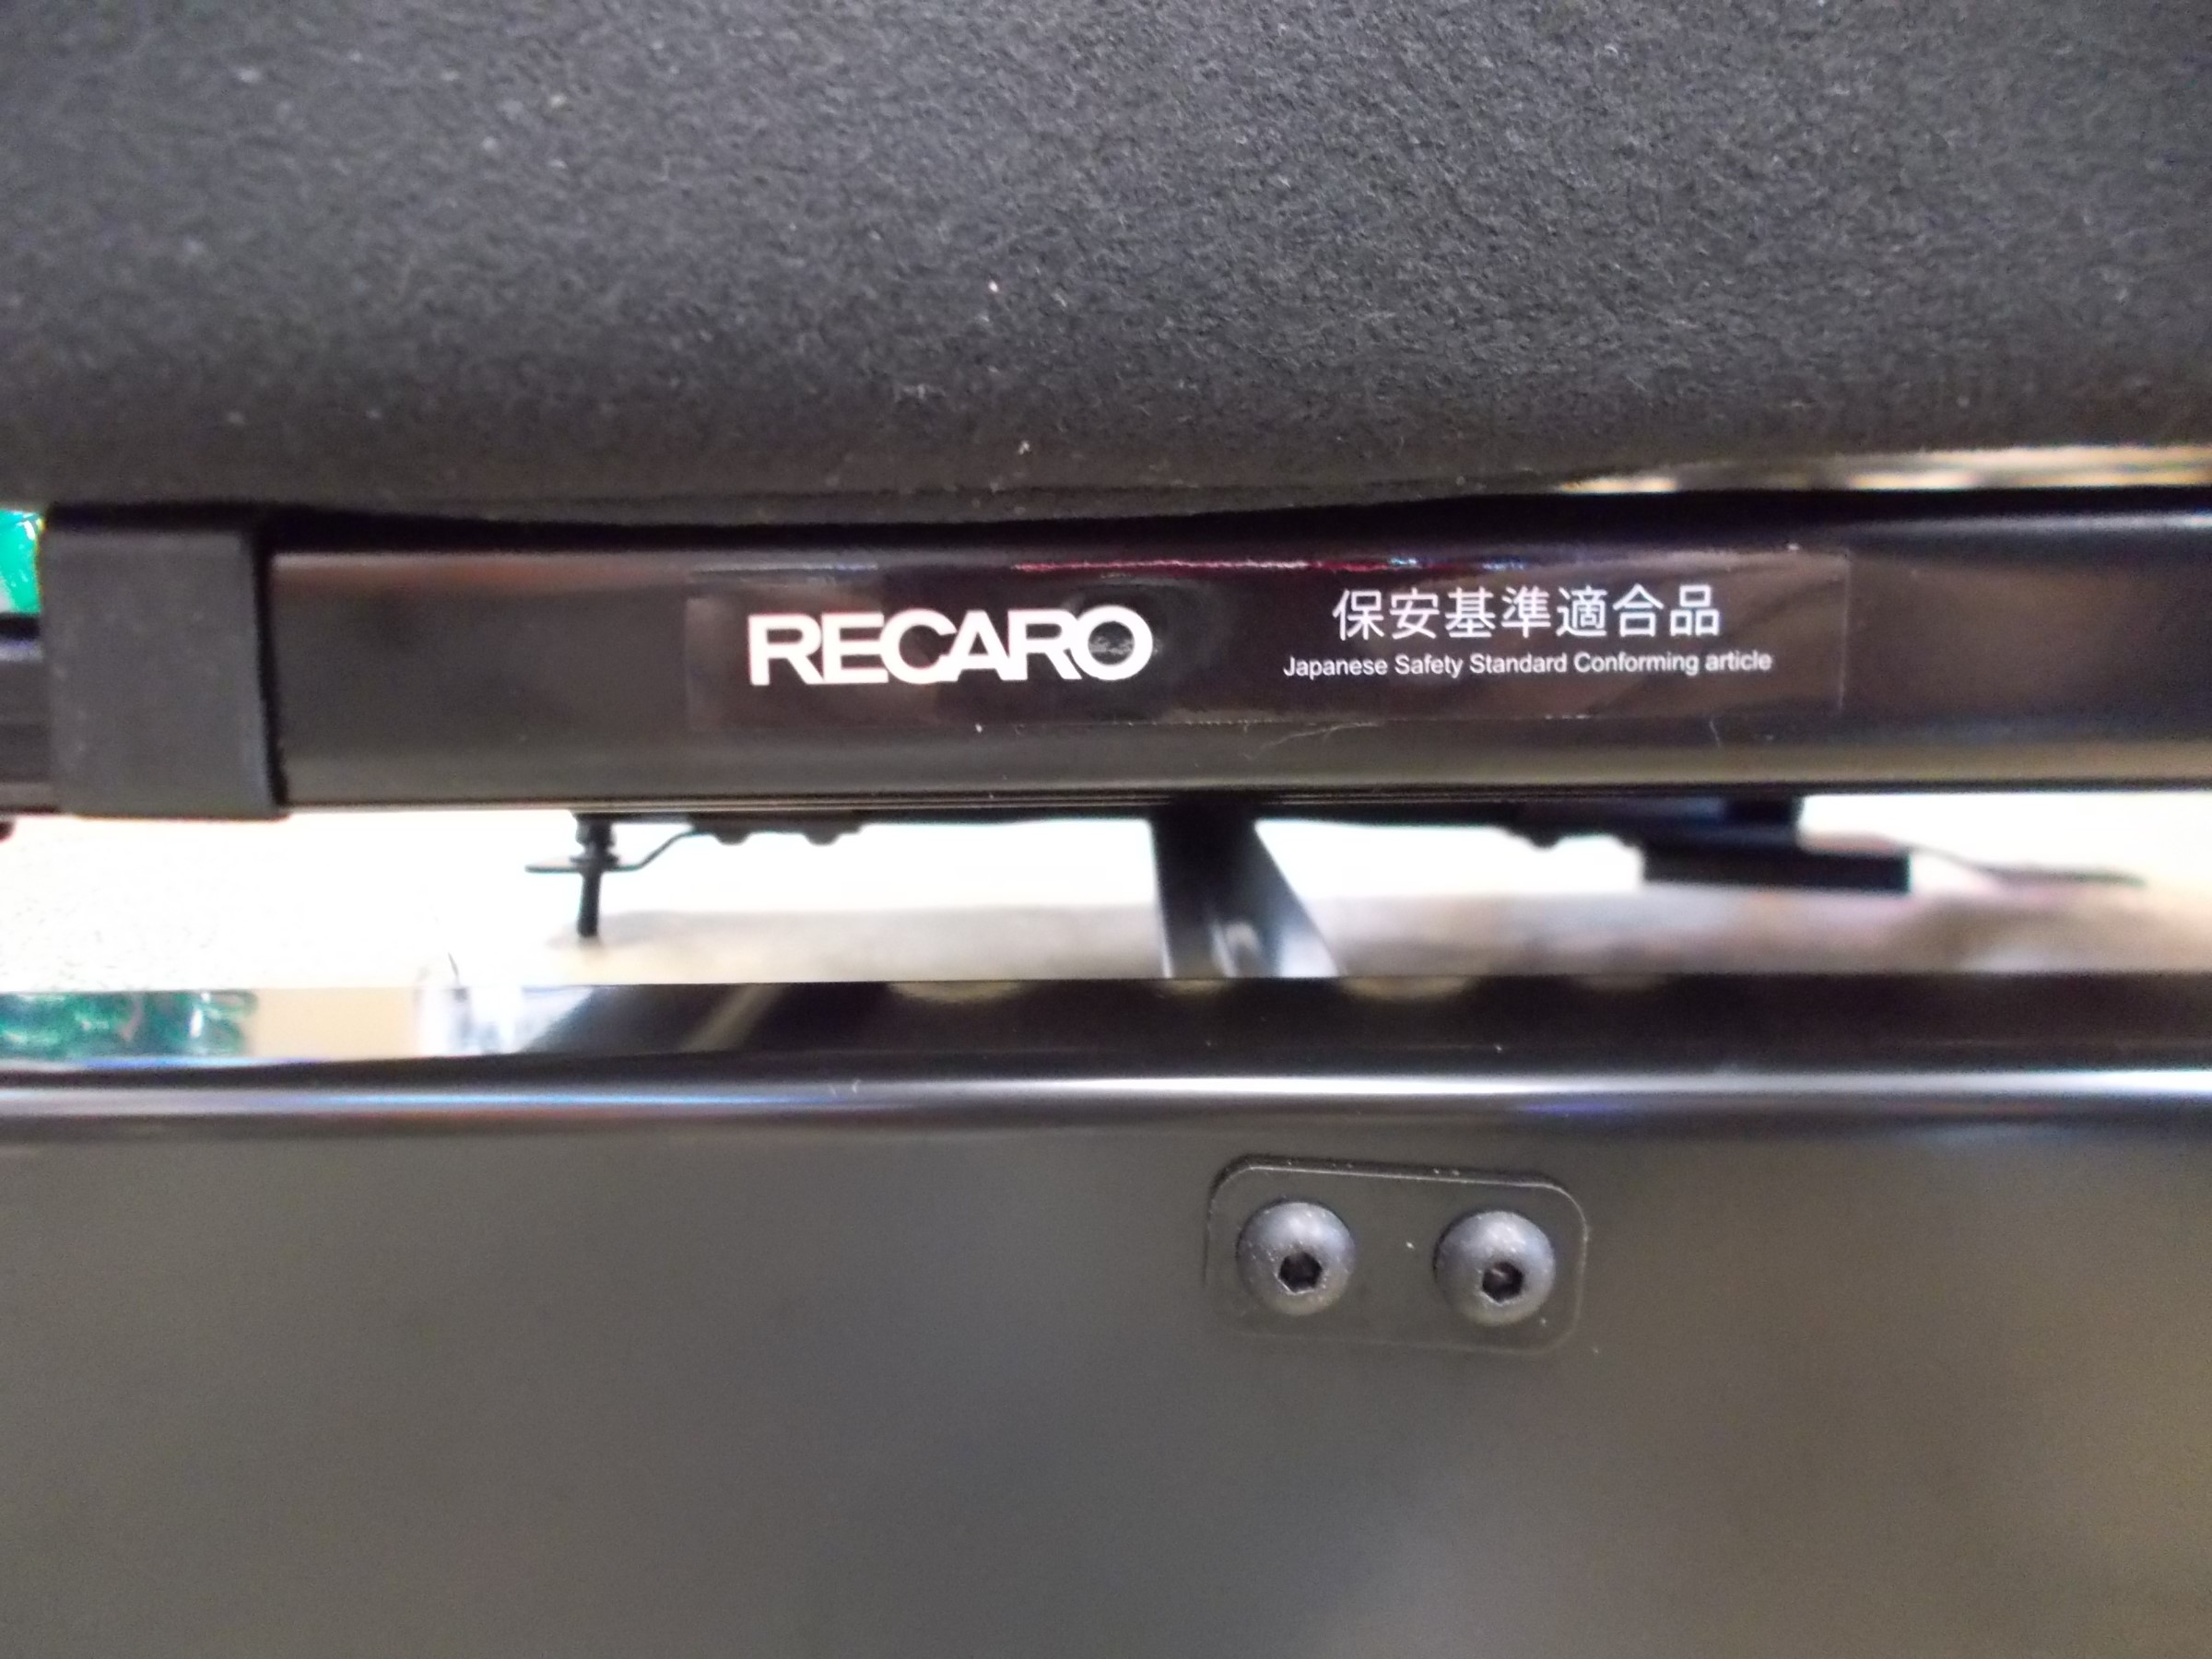 RECARO
保安基準適合品
Japanese Safety Standard Conforming article